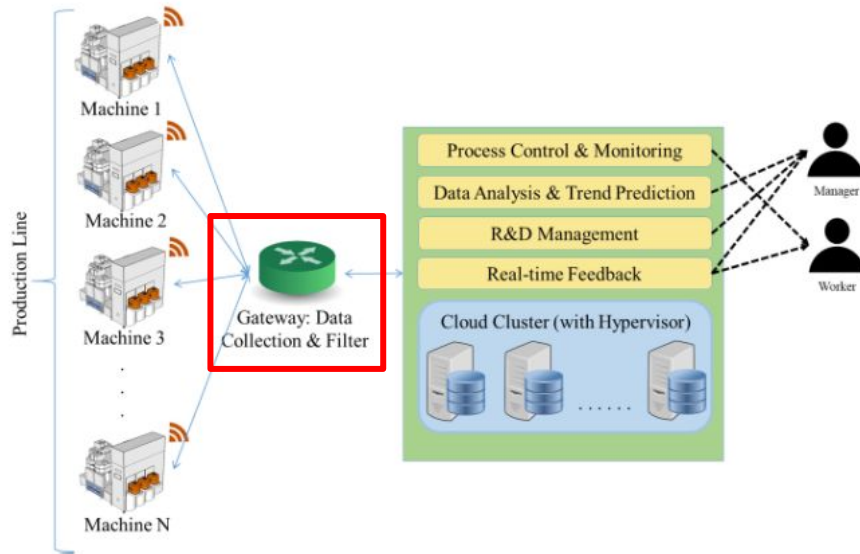 Production Line
Machine 1
Machine 2
Machine 3
.
.
.
Machine N
Gateway: Data
Collection & Filter
Process Control & Monitoring
Data Analysis & Trend Prediction
R&D Management
Real-time Feedback
Cloud Cluster (with Hypervisor)
......
Manager
Worker